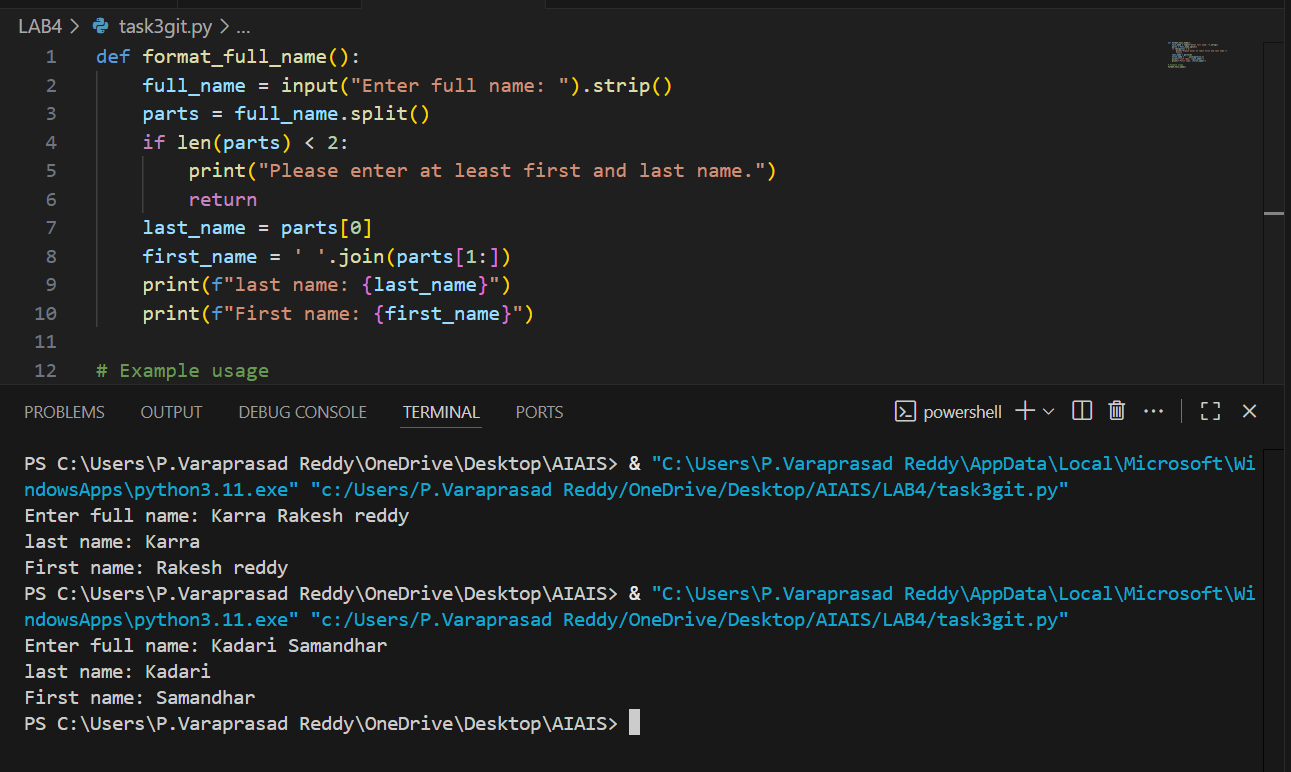 LAB4 > task3git.py > ...
1 def format_full_name():
2     full_name = input("Enter full name: ").strip()
3     parts = full_name.split()
4     if len(parts) < 2:
5         print("Please enter at least first and last name.")
6         return
7     last_name = parts[0]
8     first_name = ' '.join(parts[1:])
9     print(f"last name: {last_name}")
10     print(f"First name: {first_name}")
11
12 # Example usage
PROBLEMS OUTPUT DEBUG CONSOLE TERMINAL PORTS powershell
PS C:\Users\P.Varaprasad Reddy\OneDrive\Desktop\AIAIS> & "C:\Users\P.Varaprasad Reddy\AppData\Local\Microsoft\Wi
ndowsApps\python3.11.exe" "c:/Users/P.Varaprasad Reddy/OneDrive/Desktop/AIAIS/LAB4/task3git.py"
Enter full name: Karra Rakesh reddy
last name: Karra
First name: Rakesh reddy
PS C:\Users\P.Varaprasad Reddy\OneDrive\Desktop\AIAIS> & "C:\Users\P.Varaprasad Reddy\AppData\Local\Microsoft\Wi
ndowsApps\python3.11.exe" "c:/Users/P.Varaprasad Reddy/OneDrive/Desktop/AIAIS/LAB4/task3git.py"
Enter full name: Kadari Samandhar
last name: Kadari
First name: Samandhar
PS C:\Users\P.Varaprasad Reddy\OneDrive\Desktop\AIAIS>